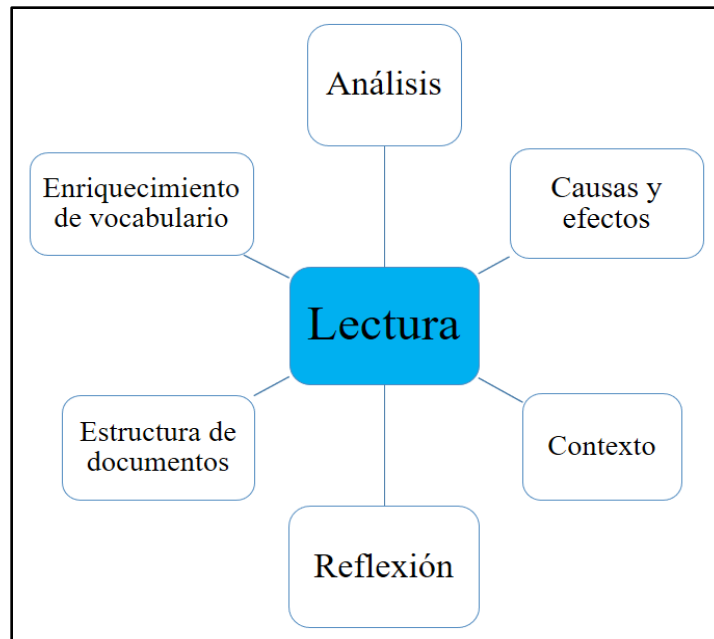 Análisis
Enriquecimiento
de vocabulario
Causas y
efectos
Lectura
Estructura de
documentos
Contexto
Reflexión